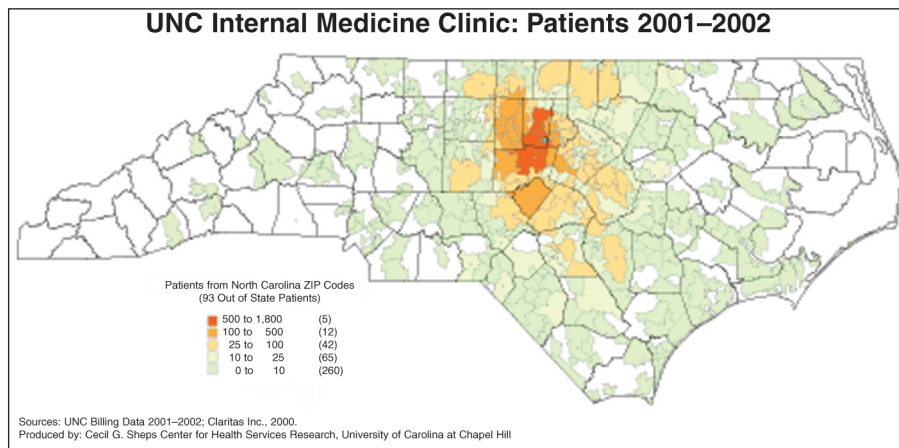 UNC Internal Medicine Clinic: Patients 2001–2002
Patients from North Carolina ZIP Codes
(93 Out of State Patients)
500 to 1,800 (5)
100 to 500 (12)
25 to 100 (42)
10 to 25 (65)
0 to 10 (260)
Sources: UNC Billing Data 2001–2002; Claritas Inc., 2000.
Produced by: Cecil G. Sheps Center for Health Services Research, University of Carolina at Chapel Hill